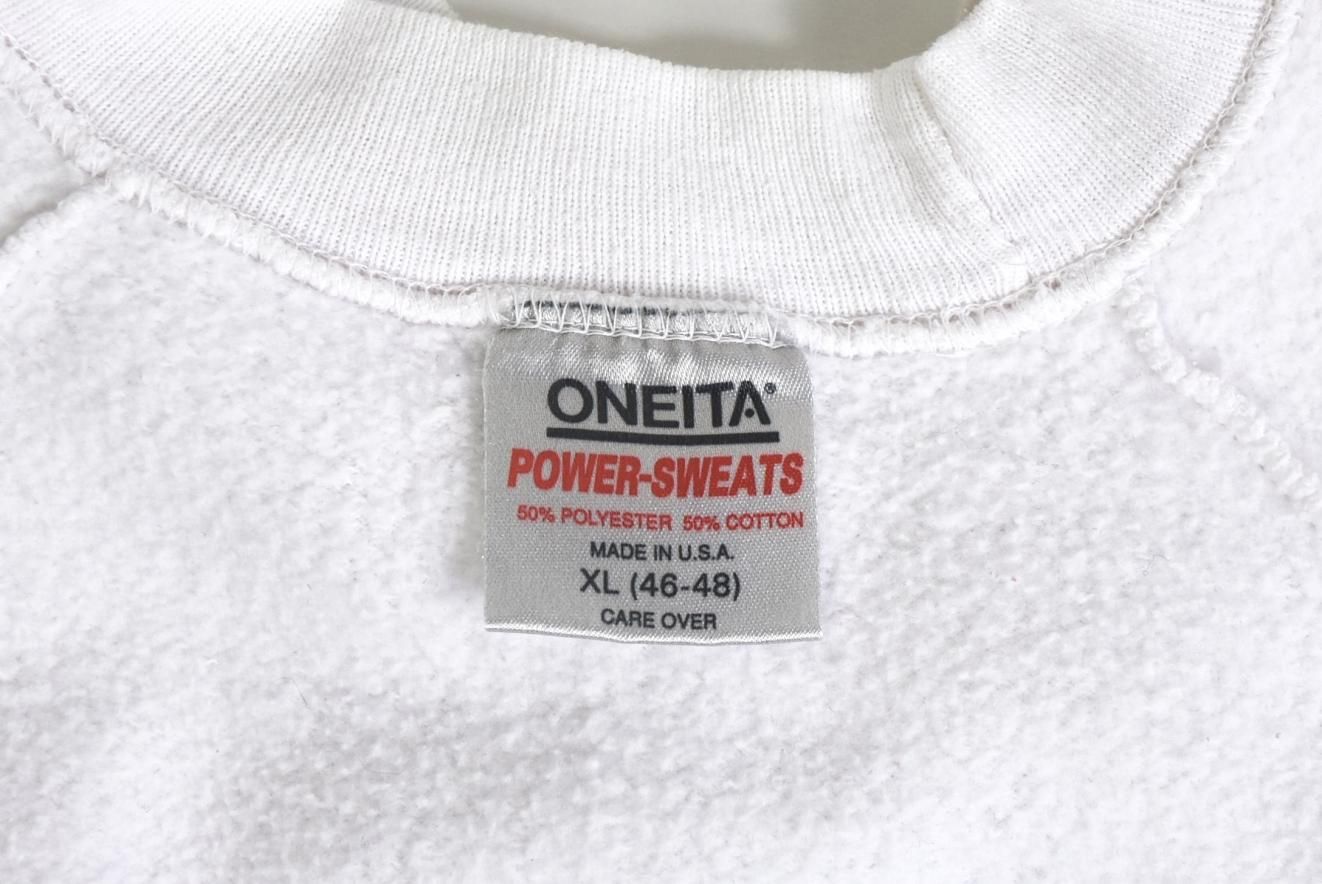 ONEITA®
POWER-SWEATS
50% POLYESTER 50% COTTON
MADE IN U.S.A.
XL (46-48)
CARE OVER